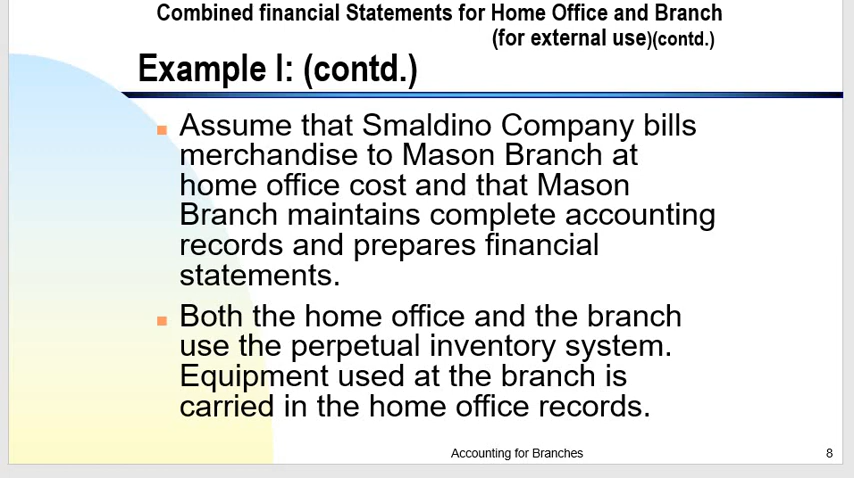 Combined financial Statements for Home Office and Branch
(for external use)(contd.)
Example I: (contd.)
Assume that Smaldino Company bills
merchandise to Mason Branch at
home office cost and that Mason
Branch maintains complete accounting
records and prepares financial
statements.
Both the home office and the branch
use the perpetual inventory system.
Equipment used at the branch is
carried in the home office records.
Accounting for Branches
8